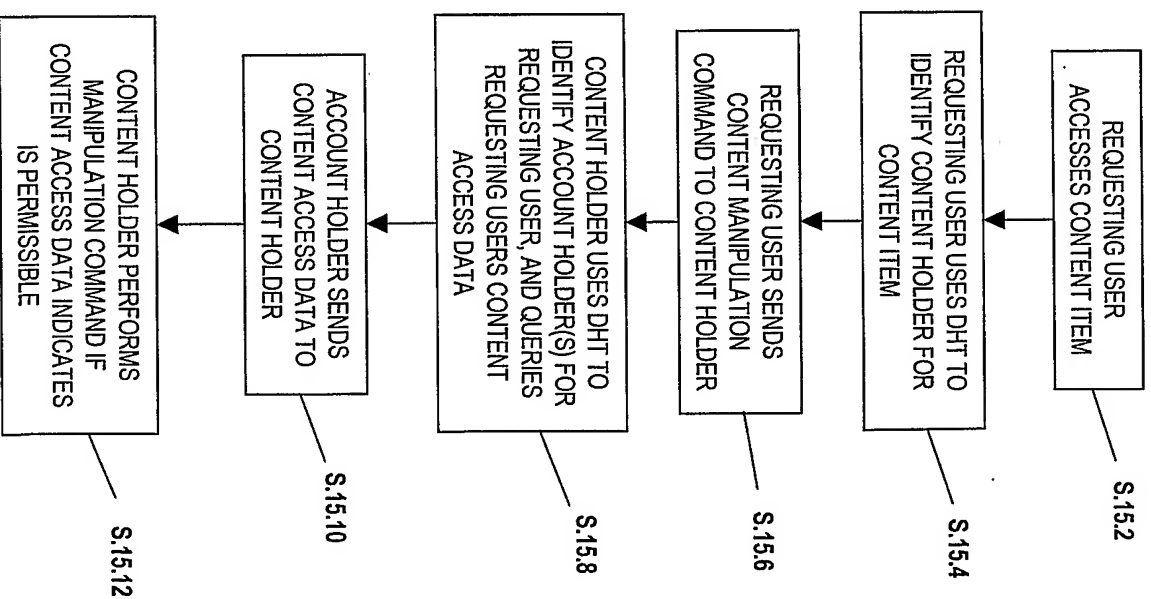 REQUESTING USER
ACCESSES CONTENT ITEM
S.15.2
REQUESTING USER USES DHT TO
IDENTIFY CONTENT HOLDER FOR
CONTENT ITEM
S.15.4
REQUESTING USER SENDS
CONTENT MANIPULATION
COMMAND TO CONTENT HOLDER
S.15.6
CONTENT HOLDER USES DHT TO
IDENTIFY ACCOUNT HOLDER(S) FOR
REQUESTING USER, AND QUERIES
REQUESTING USERS CONTENT
ACCESS DATA
S.15.8
ACCOUNT HOLDER SENDS
CONTENT ACCESS DATA TO
CONTENT HOLDER
S.15.10
CONTENT HOLDER PERFORMS
MANIPULATION COMMAND IF
CONTENT ACCESS DATA INDICATES
IS PERMISSIBLE
S.15.12